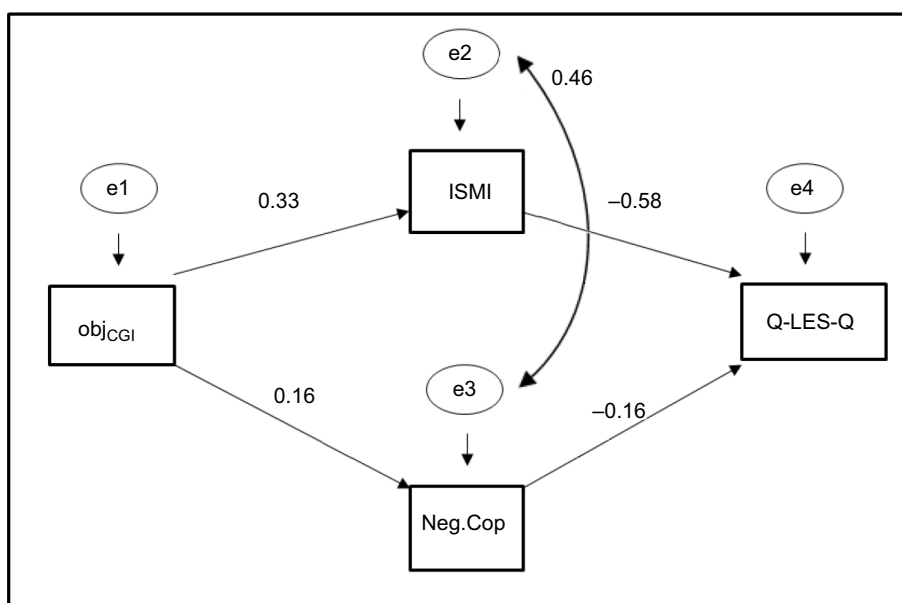 e2
0.46
e1
ISMI
e4
0.33
–0.58
objCGI
Q-LES-Q
0.16
e3
–0.16
Neg.Cop